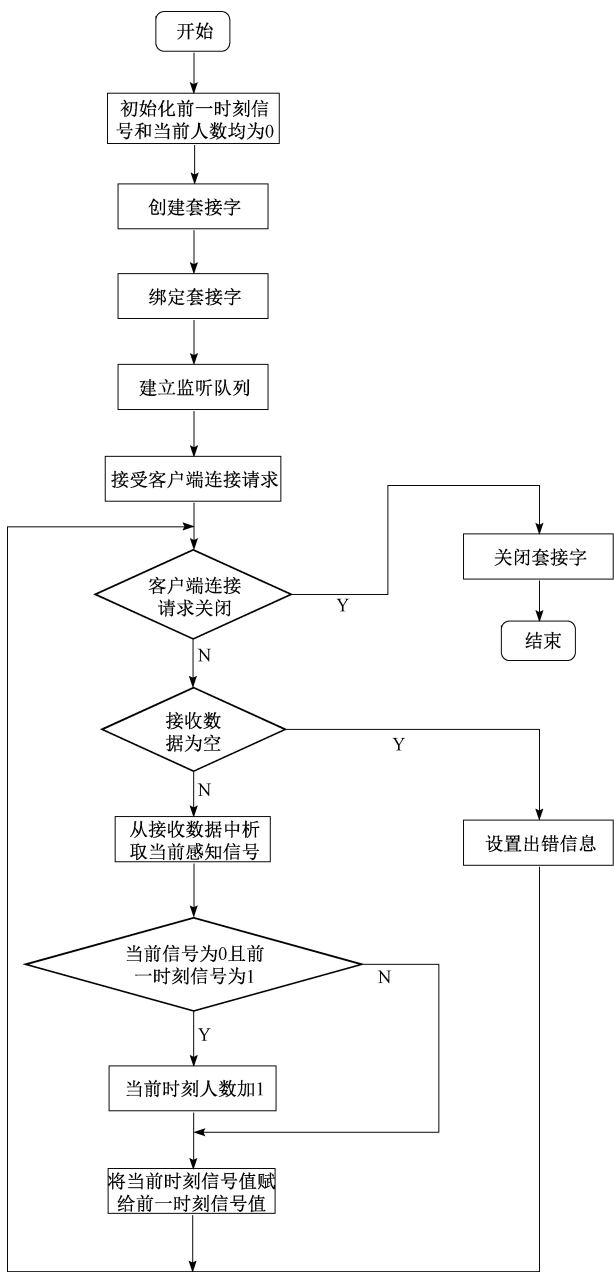 开始
初始化前一时刻信
号和当前人数均为0
创建套接字
绑定套接字
建立监听队列
接受客户端连接请求
客户端连接
请求关闭
Y
关闭套接字
结束
N
接收数
据为空
Y
N
从接收数据中析
取当前感知信号
设置出错信息
当前信号为0且前
一时刻信号为1
N
Y
当前时刻人数加1
将当前时刻信号值赋
给前一时刻信号值